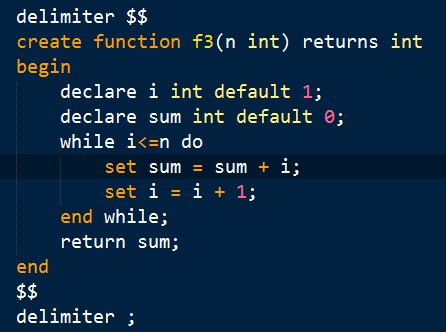 delimiter $$
create function f3(n int) returns int
begin
    declare i int default 1;
    declare sum int default 0;
    while i<=n do
        set sum = sum + i;
        set i = i + 1;
    end while;
    return sum;
end
$$
delimiter ;